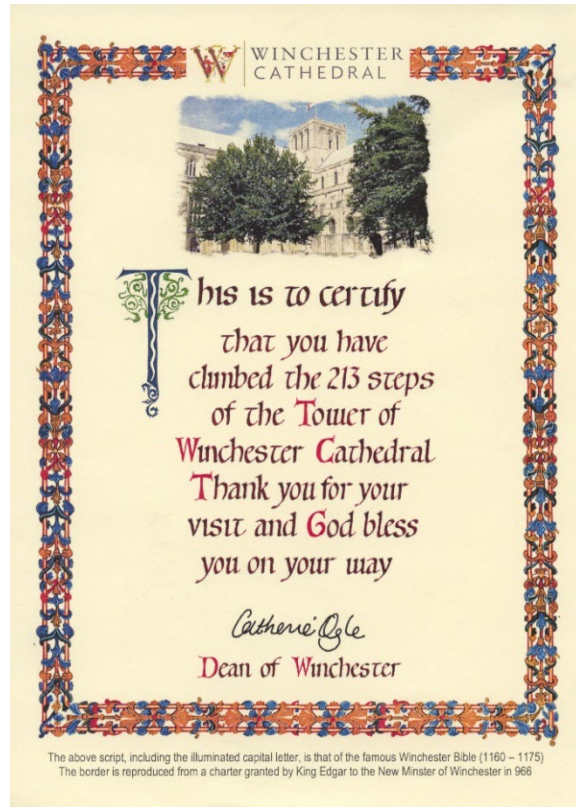 WINCHESTER
CATHEDRAL
This is to certify
that you have
climbed the 213 steps
of the Tower of
Winchester Cathedral
Thank you for your
visit and God bless
you on your way
Catherine Ogle
Dean of Winchester
The above script, including the illuminated capital letter, is that of the famous Winchester Bible (1160 – 1175)
The border is reproduced from a charter granted by King Edgar to the New Minster of Winchester in 966